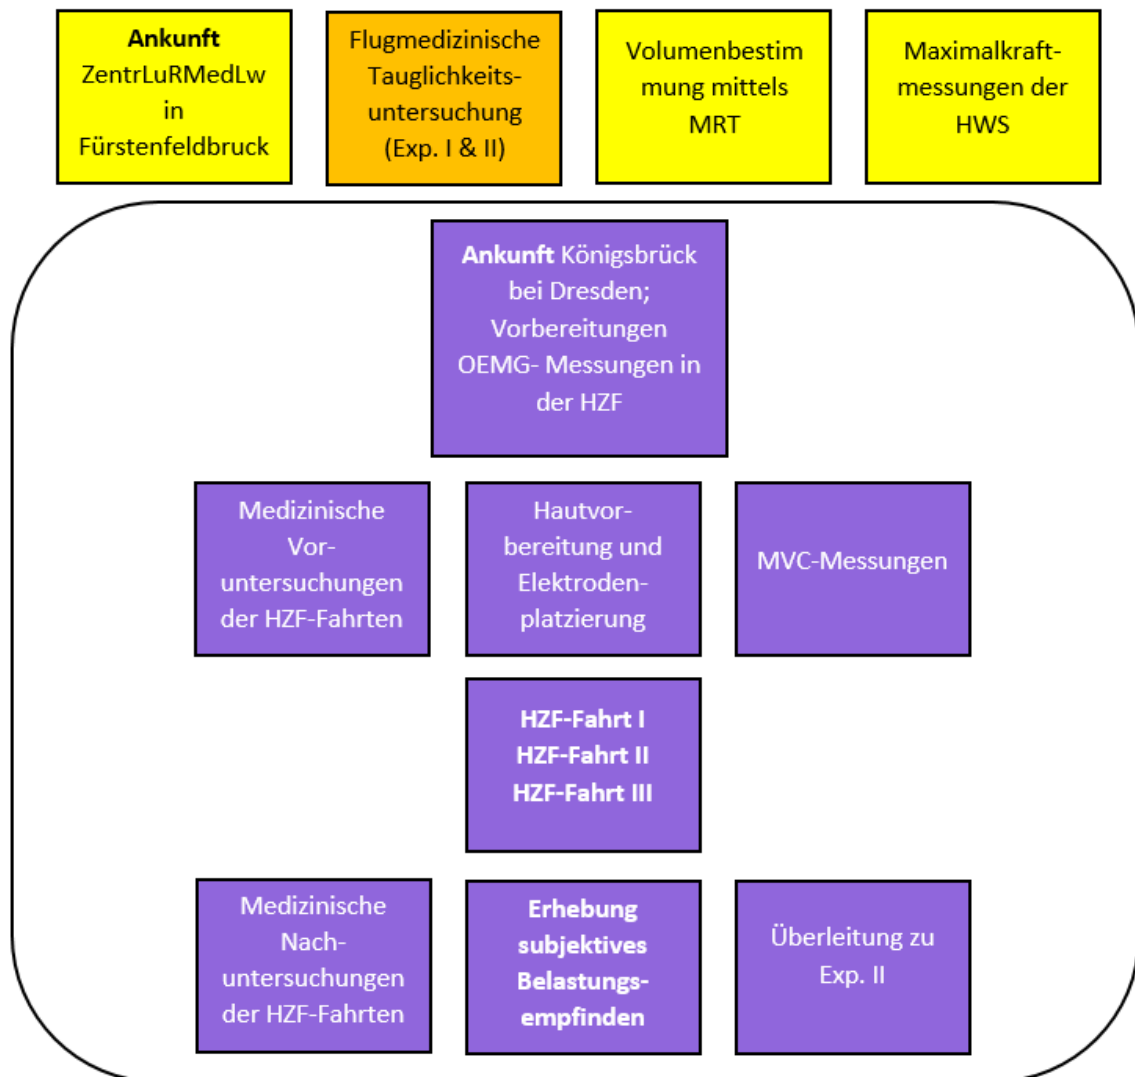 Ankunft
ZentrLuRMedLw
in
Fürstenfeldbruck
Flugmedizinische
Tauglichkeits-
untersuchung
(Exp. I & II)
Volumenbestim
mung mittels
MRT
Maximalkraft-
messungen der
HWS
Ankunft Königsbrück
bei Dresden;
Vorbereitungen
OEMG- Messungen in
der HZF
Medizinische
Vor-
untersuchungen
der HZF-Fahrten
Hautvor-
bereitung und
Elektroden-
platzierung
MVC-Messungen
HZF-Fahrt I
HZF-Fahrt II
HZF-Fahrt III
Medizinische
Nach-
untersuchungen
der HZF-Fahrten
Erhebung
subjektives
Belastungs-
empfinden
Überleitung zu
Exp. II